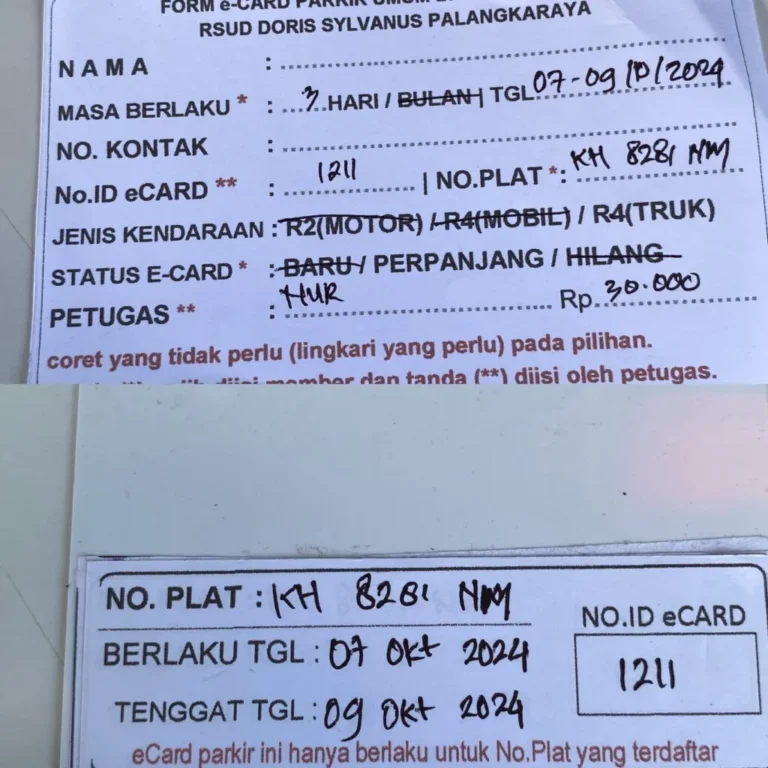 FORM e-CARD PARKIR UMUM
RSUD DORIS SYLVANUS PALANGKARAYA
NAMA :
MASA BERLAKU * : 3 HARI / BULAN | TGL 07-09/10/2024
NO. KONTAK :
No.ID eCARD ** : 1211 | NO.PLAT *: KH 8281 NM
JENIS KENDARAAN : R2(MOTOR) / R4(MOBIL) / R4(TRUK)
STATUS E-CARD * : BARU / PERPANJANG / HILANG
PETUGAS ** : NUR Rp. 30.000
coret yang tidak perlu (lingkari yang perlu) pada pilihan.
diisi member dan tanda (**) diisi oleh petugas.
NO. PLAT : KH 8281 NM
NO.ID eCARD
BERLAKU TGL : 07 Okt 2024
1211
TENGGAT TGL : 09 Okt 2024
eCard parkir ini hanya berlaku untuk No.Plat yang terdaftar